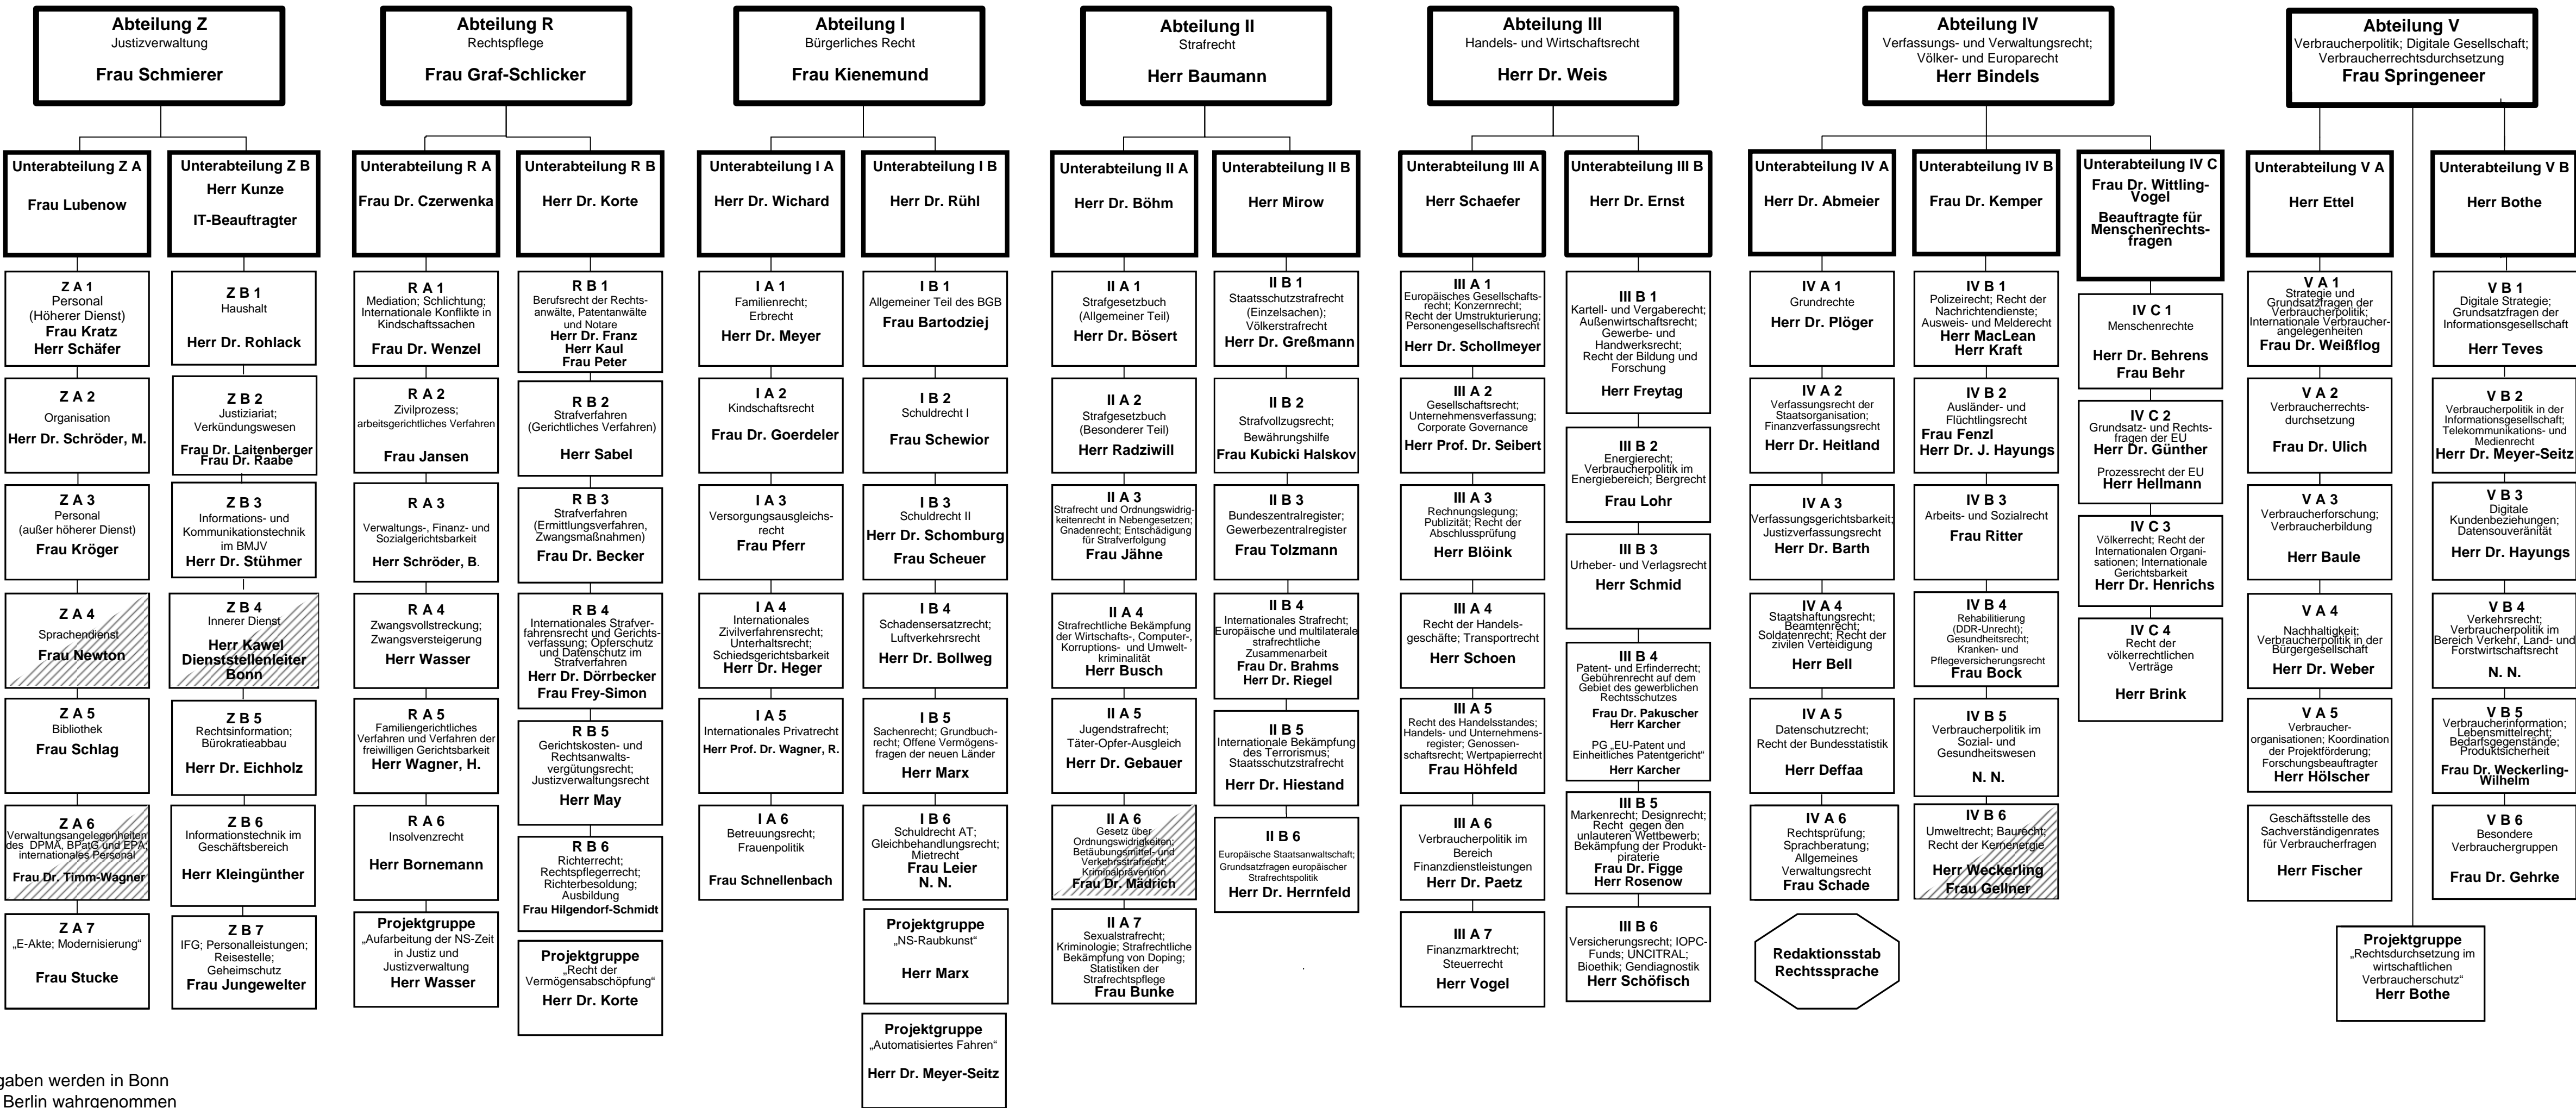 Abteilung Z
Justizverwaltung
Frau Schmierer
Abteilung R
Rechtspflege
Frau Graf-Schlicker
Abteilung I
Bürgerliches Recht
Frau Kienemund
Abteilung II
Strafrecht
Herr Baumann
Abteilung III
Handels- und Wirtschaftsrecht
Herr Dr. Weis
Abteilung IV
Verfassungs- und Verwaltungsrecht;
Völker- und Europarecht
Herr Bindels
Abteilung V
Verbraucherpolitik; Digitale Gesellschaft;
Verbraucherrechtsdurchsetzung
Frau Springeneer
Unterabteilung Z A
Frau Lubenow
Z A 1
Personal
(Höherer Dienst)
Frau Kratz
Herr Schäfer
Z A 2
Organisation
Herr Dr. Schröder, M.
Z A 3
Personal
(außer höherer Dienst)
Frau Kröger
Z A 4
Sprachendienst
Frau Newton
Z A 5
Bibliothek
Frau Schlag
Z A 6
Verwaltungsangelegenheiten
des DPMA, BPatG und EPA;
internationales Personal
Frau Dr. Timm-Wagner
Z A 7
„E-Akte; Modernisierung“
Frau Stucke
Unterabteilung Z B
Herr Kunze
IT-Beauftragter
Z B 1
Haushalt
Herr Dr. Rohlack
Z B 2
Justiziariat;
Verkündungswesen
Frau Dr. Laitenberger
Frau Dr. Raabe
Z B 3
Informations- und
Kommunikationstechnik
im BMJV
Herr Dr. Stühmer
Z B 4
Innerer Dienst
Herr Kawel
Dienststellenleiter
Bonn
Z B 5
Rechtsinformation;
Bürokratieabbau
Herr Dr. Eichholz
Z B 6
Informationstechnik im
Geschäftsbereich
Herr Kleingünther
Z B 7
IFG; Personalleistungen;
Reisestelle;
Geheimschutz
Frau Jungewelter
Unterabteilung R A
Frau Dr. Czerwenka
R A 1
Mediation; Schlichtung;
Internationale Konflikte in
Kindschaftssachen
Frau Dr. Wenzel
R A 2
Zivilprozess;
arbeitsgerichtliches Verfahren
Frau Jansen
R A 3
Verwaltungs-, Finanz- und
Sozialgerichtsbarkeit
Herr Schröder, B.
R A 4
Zwangsvollstreckung;
Zwangsversteigerung
Herr Wasser
R A 5
Familiengerichtliches
Verfahren und Verfahren der
freiwilligen Gerichtsbarkeit
Herr Wagner, H.
R A 6
Insolvenzrecht
Herr Bornemann
Projektgruppe
„Aufarbeitung der NS-Zeit
in Justiz und
Justizverwaltung
Herr Wasser
Unterabteilung R B
Herr Dr. Korte
R B 1
Berufsrecht der Rechts-
anwälte, Patentanwälte
und Notare
Herr Dr. Franz
Herr Kaul
Frau Peter
R B 2
Strafverfahren
(Gerichtliches Verfahren)
Herr Sabel
R B 3
Strafverfahren
(Ermittlungsverfahren,
Zwangsmaßnahmen)
Frau Dr. Becker
R B 4
Internationales Strafver-
fahrensrecht und Gerichts-
verfassung; Opferschutz
und Datenschutz im
Strafverfahren
Herr Dr. Dörrbecker
Frau Frey-Simon
R B 5
Gerichtskosten- und
Rechtsanwalts-
vergütungsrecht;
Justizverwaltungsrecht
Herr May
R B 6
Richterrecht;
Rechtspflegerrecht;
Richterbesoldung;
Ausbildung
Frau Hilgendorf-Schmidt
Projektgruppe
„Recht der
Vermögensabschöpfung“
Herr Dr. Korte
Unterabteilung I A
Herr Dr. Wichard
I A 1
Familienrecht;
Erbrecht
Herr Dr. Meyer
I A 2
Kindschaftsrecht
Frau Dr. Goerdeler
I A 3
Versorgungsausgleichs-
recht
Frau Pferr
I A 4
Internationales
Zivilverfahrensrecht;
Unterhaltsrecht;
Schiedsgerichtsbarkeit
Herr Dr. Heger
I A 5
Internationales Privatrecht
Herr Prof. Dr. Wagner, R.
I A 6
Betreuungsrecht;
Frauenpolitik
Frau Schnellenbach
Unterabteilung I B
Herr Dr. Rühl
I B 1
Allgemeiner Teil des BGB
Frau Bartodziej
I B 2
Schuldrecht I
Frau Schewior
I B 3
Schuldrecht II
Herr Dr. Schomburg
Frau Scheuer
I B 4
Schadensersatzrecht;
Luftverkehrsrecht
Herr Dr. Bollweg
I B 5
Sachenrecht; Grundbuch-
recht; Offene Vermögens-
fragen der neuen Länder
Herr Marx
I B 6
Schuldrecht AT;
Gleichbehandlungsrecht;
Mietrecht
Frau Leier
N. N.
Projektgruppe
„NS-Raubkunst“
Herr Marx
Projektgruppe
„Automatisiertes Fahren“
Herr Dr. Meyer-Seitz
Unterabteilung II A
Herr Dr. Böhm
II A 1
Strafgesetzbuch
(Allgemeiner Teil)
Herr Dr. Bösert
II A 2
Strafgesetzbuch
(Besonderer Teil)
Herr Radziwill
II A 3
Strafrecht und Ordnungswidrig-
keitenrecht in Nebengesetzen;
Gnadenrecht; Entschädigung
für Strafverfolgung
Frau Jähne
II A 4
Strafrechtliche Bekämpfung
der Wirtschafts-, Computer-,
Korruptions- und Umwelt-
kriminalität
Herr Busch
II A 5
Jugendstrafrecht;
Täter-Opfer-Ausgleich
Herr Dr. Gebauer
II A 6
Gesetz über
Ordnungswidrigkeiten;
Betäubungsmittel- und
Verkehrsstrafrecht;
Kriminalprävention
Frau Dr. Mädrich
II A 7
Sexualstrafrecht;
Kriminologie; Strafrechtliche
Bekämpfung von Doping;
Statistiken der
Strafrechtspflege
Frau Bunke
Unterabteilung II B
Herr Mirow
II B 1
Staatsschutzstrafrecht
(Einzelsachen);
Völkerstrafrecht
Herr Dr. Greßmann
II B 2
Strafvollzugsrecht;
Bewährungshilfe
Frau Kubicki Halskov
II B 3
Bundeszentralregister;
Gewerbezentralregister
Frau Tolzmann
II B 4
Internationales Strafrecht;
Europäische und multilaterale
strafrechtliche
Zusammenarbeit
Frau Dr. Brahms
Herr Dr. Riegel
II B 5
Internationale Bekämpfung
des Terrorismus;
Staatsschutzstrafrecht
Herr Dr. Hiestand
II B 6
Europäische Staatsanwaltschaft;
Grundsatzfragen europäischer
Strafrechtspolitik
Herr Dr. Herrnfeld
Unterabteilung III A
Herr Schaefer
III A 1
Europäisches Gesellschafts-
recht; Konzernrecht;
Recht der Umstrukturierung;
Personengesellschaftsrecht
Herr Dr. Schollmeyer
III A 2
Gesellschaftsrecht;
Unternehmensverfassung;
Corporate Governance
Herr Prof. Dr. Seibert
III A 3
Rechnungslegung;
Publizität; Recht der
Abschlussprüfung
Herr Blöink
III A 4
Recht der Handels-
geschäfte; Transportrecht
Herr Schoen
III A 5
Recht des Handelsstandes;
Handels- und Unternehmens-
register; Genossen-
schaftsrecht; Wertpapierrecht
Frau Höhfeld
III A 6
Verbraucherpolitik im
Bereich
Finanzdienstleistungen
Herr Dr. Paetz
III A 7
Finanzmarktrecht;
Steuerrecht
Herr Vogel
Unterabteilung III B
Herr Dr. Ernst
III B 1
Kartell- und Vergaberecht;
Außenwirtschaftsrecht;
Gewerbe- und
Handwerksrecht;
Recht der Bildung und
Forschung
Herr Freytag
III B 2
Energierecht;
Verbraucherpolitik im
Energiebereich; Bergrecht
Frau Lohr
III B 3
Urheber- und Verlagsrecht
Herr Schmid
III B 4
Patent- und Erfinderrecht;
Gebührenrecht auf dem
Gebiet des gewerblichen
Rechtsschutzes
Frau Dr. Pakuscher
Herr Karcher
PG „EU-Patent und
Einheitliches Patentgericht“
Herr Karcher
III B 5
Markenrecht; Designrecht;
Recht gegen den
unlauteren Wettbewerb;
Bekämpfung der Produkt-
piraterie
Frau Dr. Figge
Herr Rosenow
III B 6
Versicherungsrecht; IOPC-
Funds; UNCITRAL;
Bioethik; Gendiagnostik
Herr Schöfisch
Unterabteilung IV A
Herr Dr. Abmeier
IV A 1
Grundrechte
Herr Dr. Plöger
IV A 2
Verfassungsrecht der
Staatsorganisation;
Finanzverfassungsrecht
Herr Dr. Heitland
IV A 3
Verfassungsgerichtsbarkeit;
Justizverfassungsrecht
Herr Dr. Barth
IV A 4
Staatshaftungsrecht;
Beamtenrecht;
Soldatenrecht; Recht der
zivilen Verteidigung
Herr Bell
IV A 5
Datenschutzrecht;
Recht der Bundesstatistik
Herr Deffaa
IV A 6
Rechtsprüfung;
Sprachberatung;
Allgemeines
Verwaltungsrecht
Frau Schade
Redaktionsstab
Rechtssprache
Unterabteilung IV B
Frau Dr. Kemper
IV B 1
Polizeirecht; Recht der
Nachrichtendienste;
Ausweis- und Melderecht
Herr MacLean
Herr Kraft
IV B 2
Ausländer- und
Flüchtlingsrecht
Frau Fenzl
Herr Dr. J. Hayungs
IV B 3
Arbeits- und Sozialrecht
Frau Ritter
IV B 4
Rehabilitierung
(DDR-Unrecht);
Gesundheitsrecht;
Kranken- und
Pflegeversicherungsrecht
Frau Bock
IV B 5
Verbraucherpolitik im
Sozial- und
Gesundheitswesen
N. N.
IV B 6
Umweltrecht; Baurecht;
Recht der Kernenergie
Herr Weckerling
Frau Gellner
Unterabteilung IV C
Frau Dr. Wittling-
Vogel
Beauftragte für
Menschenrechts-
fragen
IV C 1
Menschenrechte
Herr Dr. Behrens
Frau Behr
IV C 2
Grundsatz- und Rechts-
fragen der EU
Herr Dr. Günther
Prozessrecht der EU
Herr Hellmann
IV C 3
Völkerrecht; Recht der
Internationalen Organi-
sationen; Internationale
Gerichtsbarkeit
Herr Dr. Henrichs
IV C 4
Recht der
völkerrechtlichen
Verträge
Herr Brink
Unterabteilung V A
Herr Ettel
V A 1
Strategie und
Grundsatzfragen der
Verbraucherpolitik;
Internationale Verbraucher-
angelegenheiten
Frau Dr. Weißflog
V A 2
Verbraucherrechts-
durchsetzung
Frau Dr. Ulich
V A 3
Verbraucherforschung;
Verbraucherbildung
Herr Baule
V A 4
Nachhaltigkeit;
Verbraucherpolitik in der
Bürgergesellschaft
Herr Dr. Weber
V A 5
Verbraucher-
organisationen; Koordination
der Projektförderung;
Forschungsbeauftragter
Herr Hölscher
Geschäftsstelle des
Sachverständigenrates
für Verbraucherfragen
Herr Fischer
Unterabteilung V B
Herr Bothe
V B 1
Digitale Strategie;
Grundsatzfragen der
Informationsgesellschaft
Herr Teves
V B 2
Verbraucherpolitik in der
Informationsgesellschaft;
Telekommunikations- und
Medienrecht
Herr Dr. Meyer-Seitz
V B 3
Digitale
Kundenbeziehungen;
Datensouveränität
Herr Dr. Hayungs
V B 4
Verkehrsrecht;
Verbraucherpolitik im
Bereich Verkehr, Land- und
Forstwirtschaftsrecht
N. N.
V B 5
Verbraucherinformation;
Lebensmittelrecht;
Bedarfsgegenstände;
Produktsicherheit
Frau Dr. Weckerling-
Wilhelm
V B 6
Besondere
Verbrauchergruppen
Frau Dr. Gehrke
Projektgruppe
„Rechtsdurchsetzung im
wirtschaftlichen
Verbraucherschutz“
Herr Bothe
gaben werden in Bonn
Berlin wahrgenommen